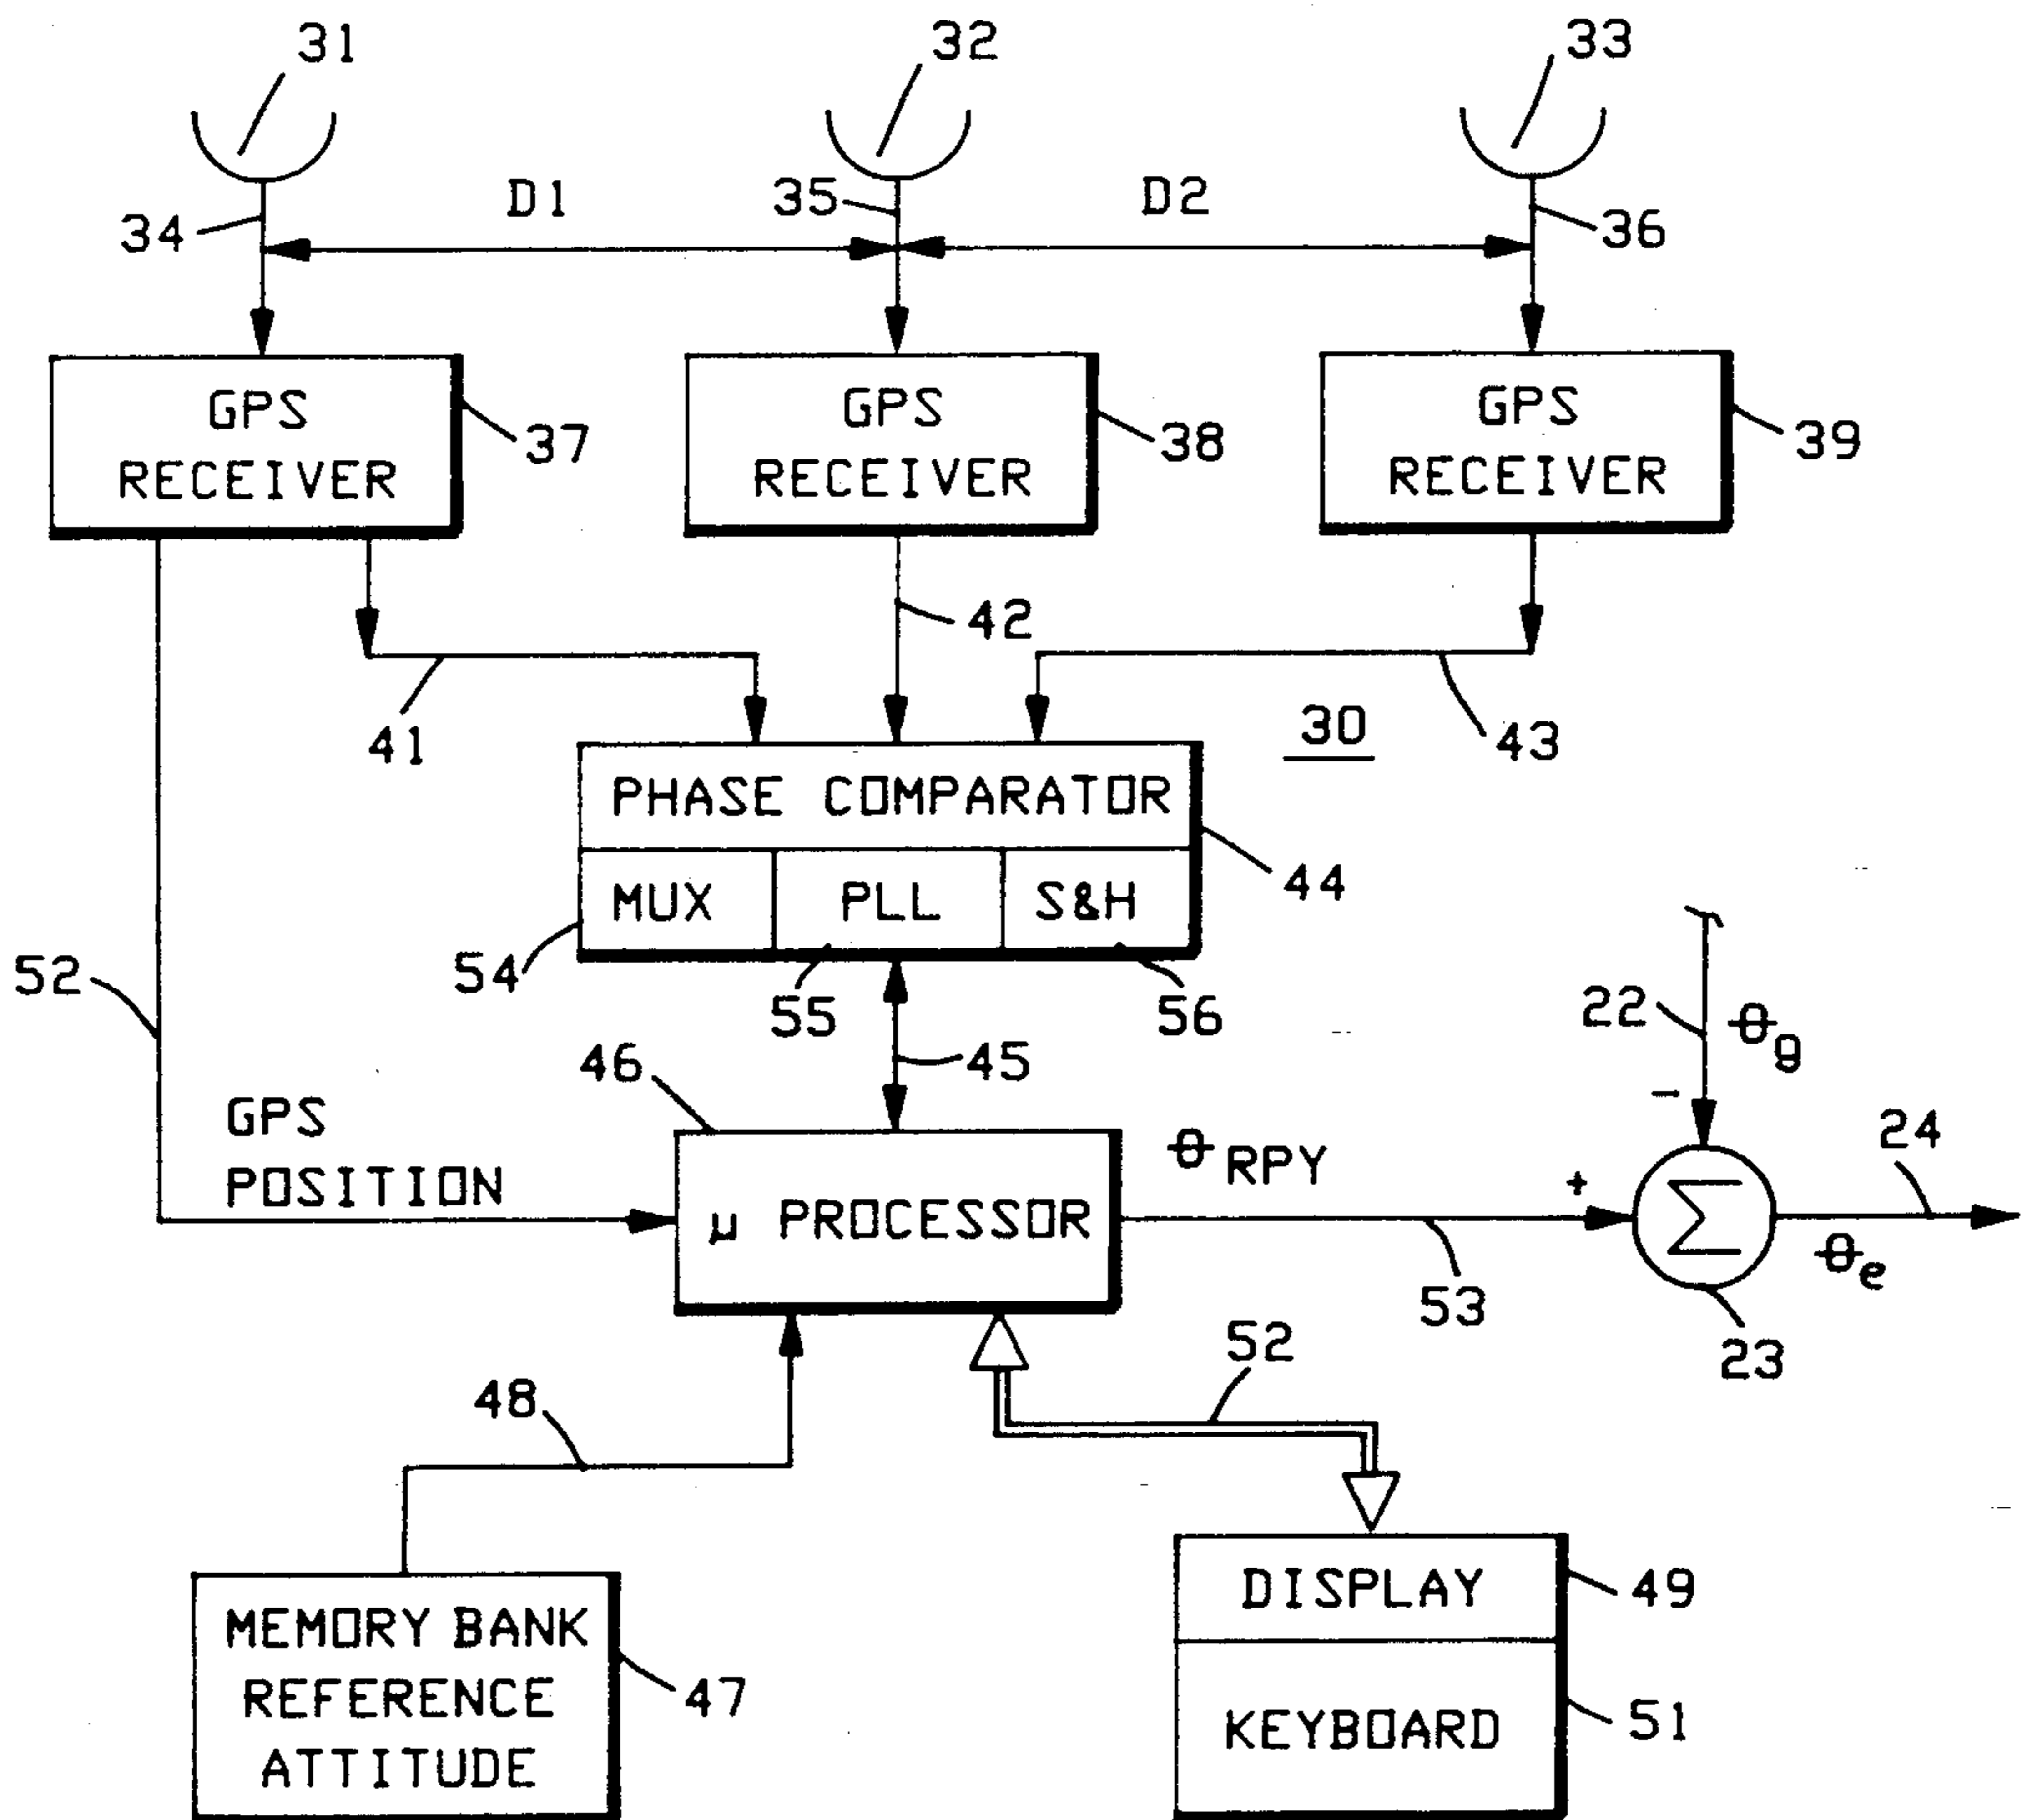 31
32
33
34
D1
35
D2
36
GPS
RECEIVER
37
GPS
RECEIVER
38
GPS
RECEIVER
39
42
41
30
43
PHASE COMPARATOR
MUX
PLL
S&H
44
54
52
55
56
22
θg
46
45
GPS
POSITION
θRPY
-
+
24
μ PROCESSOR
Σ
θe
53
23
52
48
MEMORY BANK
REFERENCE
ATTITUDE
47
DISPLAY
49
KEYBOARD
51